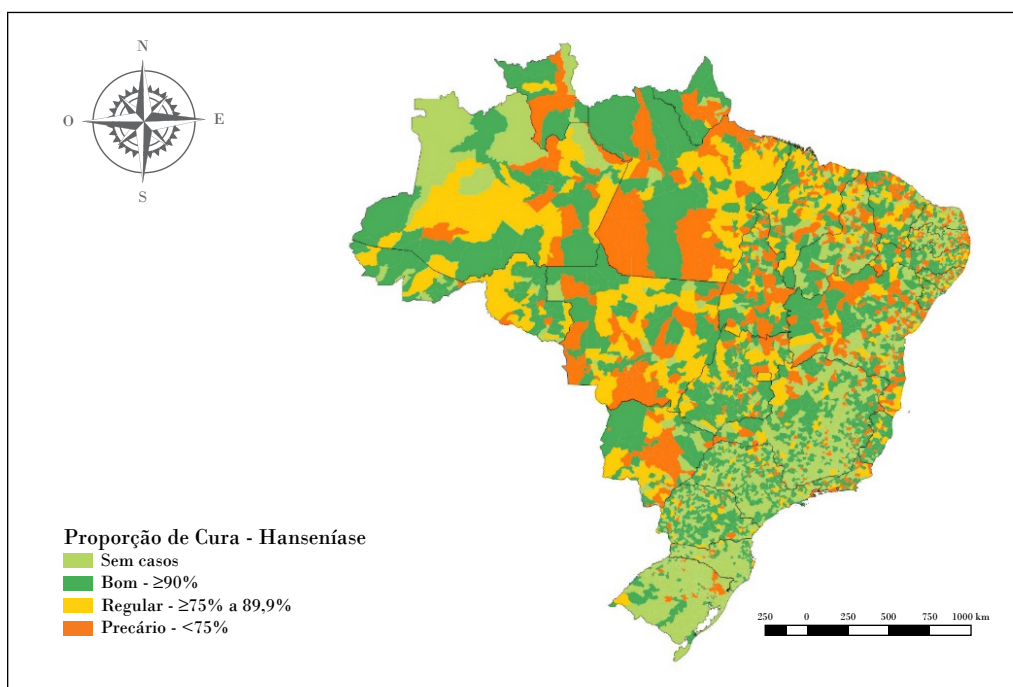 N
O
E
S
Proporção de Cura - Hanseníase
Sem casos
Bom - ≥90%
Regular - ≥75% a 89,9%
Precário - <75%
250 0 250 500 750 1000 km